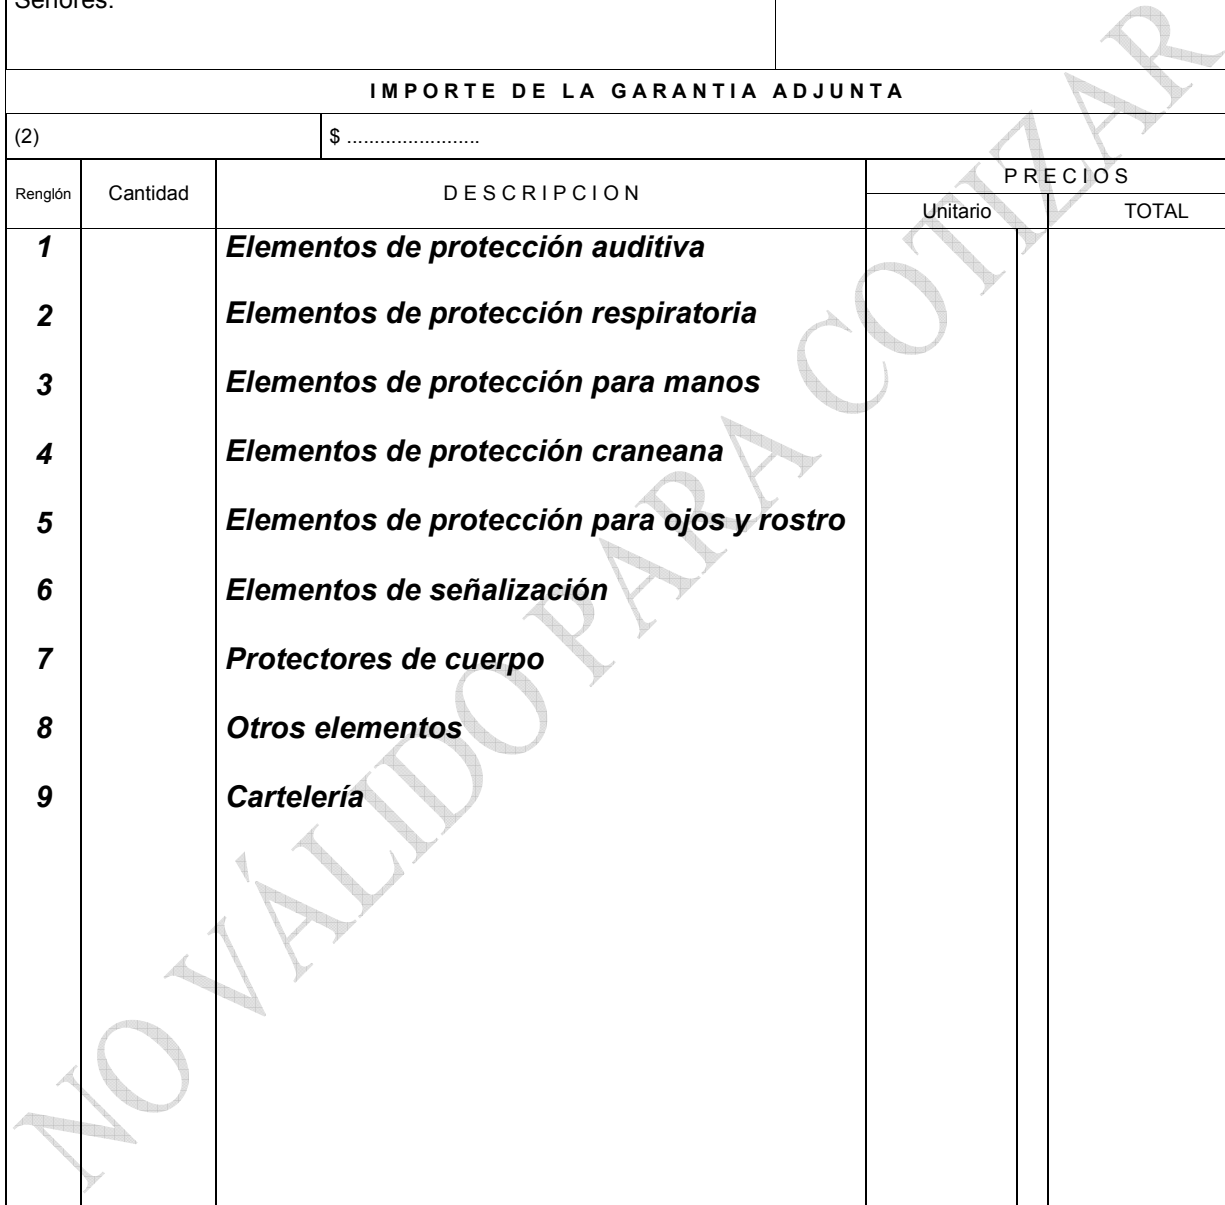 Señores:
IMPORTE DE LA GARANTIA ADJUNTA
(2) $ ........................
Renglón Cantidad DESCRIPCION PRECIOS
Unitario TOTAL
1 Elementos de protección auditiva
2 Elementos de protección respiratoria
3 Elementos de protección para manos
4 Elementos de protección craneana
5 Elementos de protección para ojos y rostro
6 Elementos de señalización
7 Protectores de cuerpo
8 Otros elementos
9 Cartelería
NO VÁLIDO PARA COTIZAR